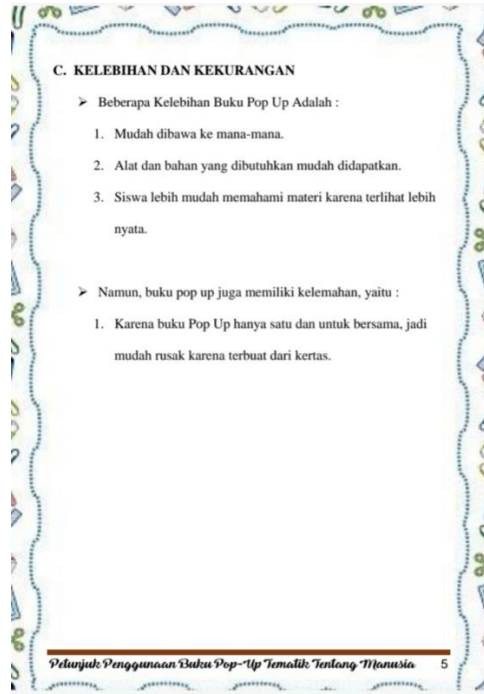 C. KELEBIHAN DAN KEKURANGAN
➢ Beberapa Kelebihan Buku Pop Up Adalah :
1. Mudah dibawa ke mana-mana.
2. Alat dan bahan yang dibutuhkan mudah didapatkan.
3. Siswa lebih mudah memahami materi karena terlihat lebih
nyata.
➢ Namun, buku pop up juga memiliki kelemahan, yaitu :
1. Karena buku Pop Up hanya satu dan untuk bersama, jadi
mudah rusak karena terbuat dari kertas.
Petunjuk Penggunaan Buku Pop-Up Tematik Tentang Manusia 5